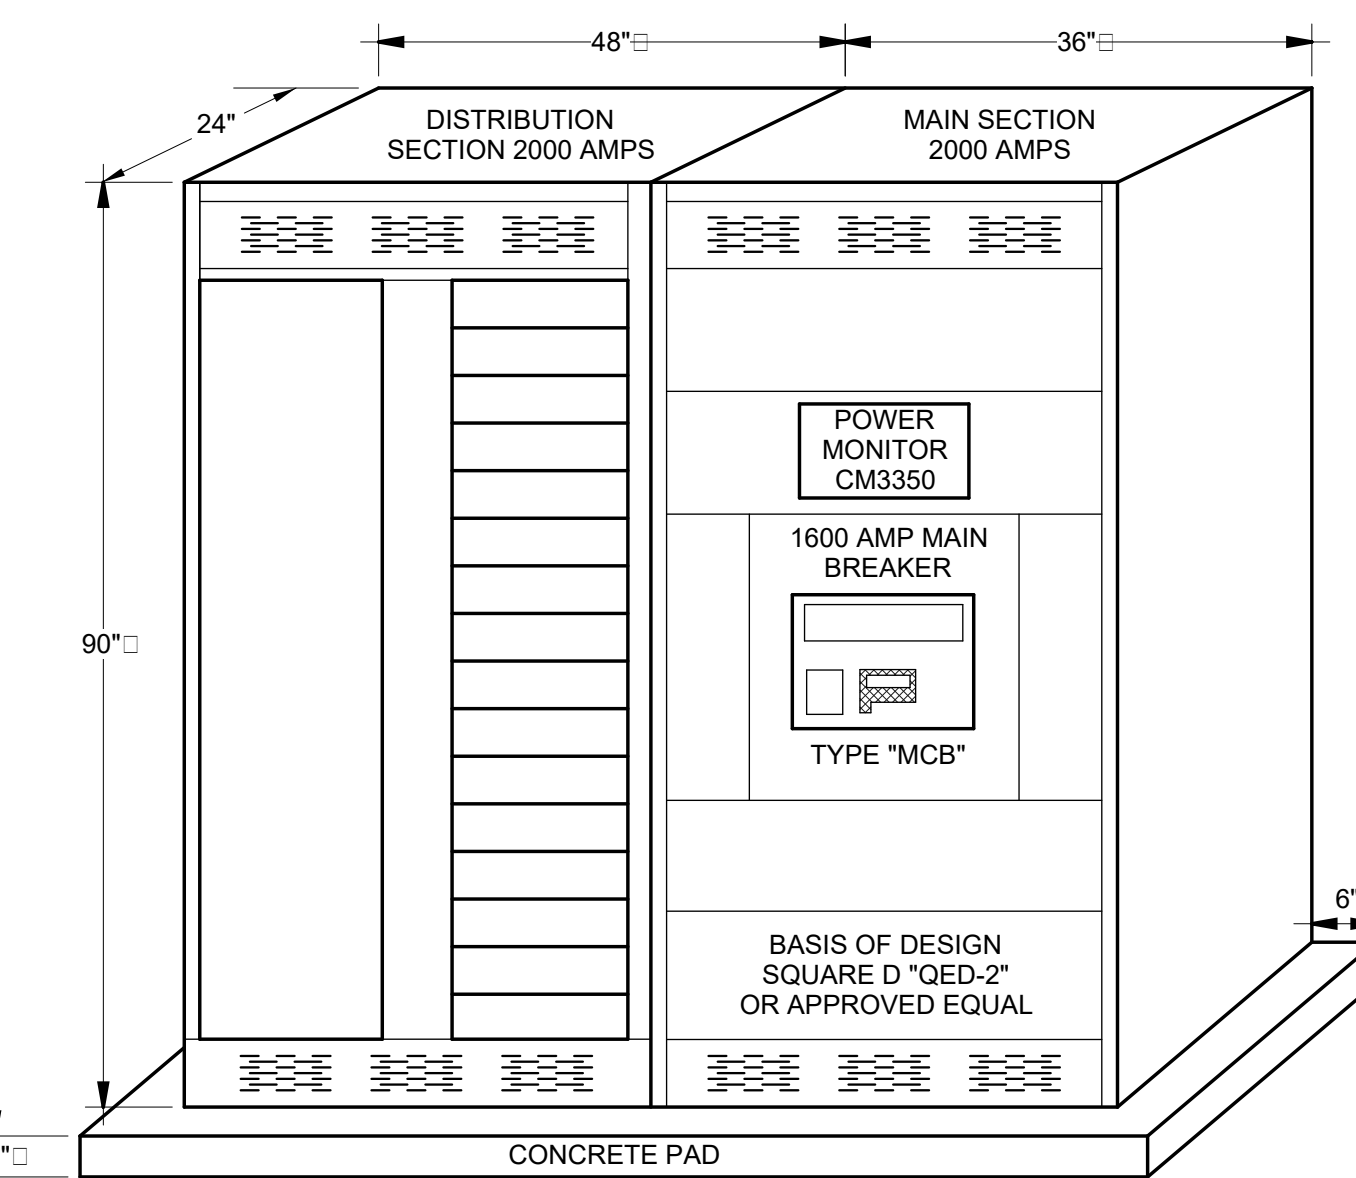 48"□
36"□
24"
DISTRIBUTION
SECTION 2000 AMPS
MAIN SECTION
2000 AMPS
POWER
MONITOR
CM3350
1600 AMP MAIN
BREAKER
90"□
TYPE "MCB"
6"
BASIS OF DESIGN
SQUARE D "QED-2"
OR APPROVED EQUAL
"□
CONCRETE PAD